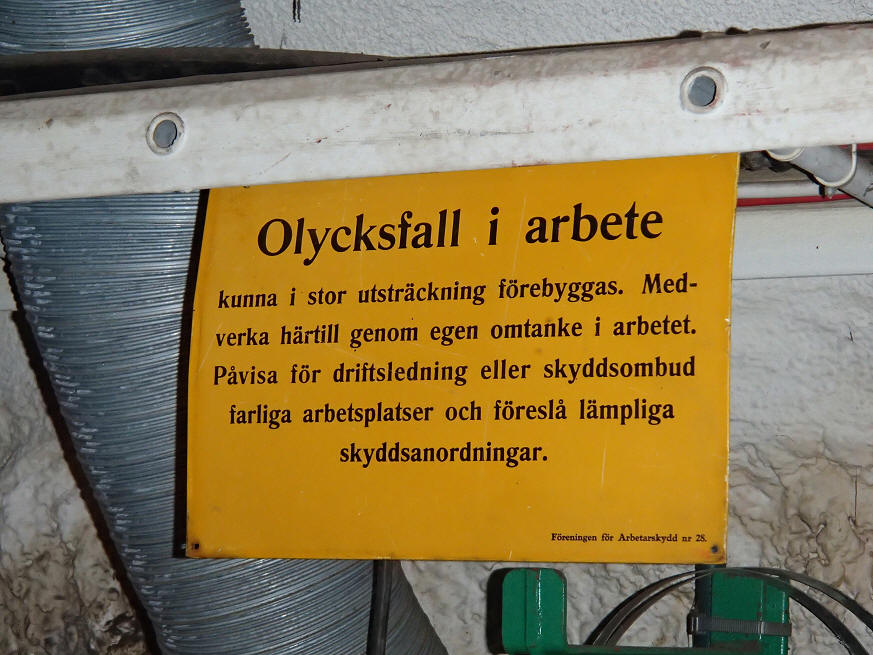 Olycksfall i arbete
kunna i stor utsträckning förebyggas. Med-
verka härtill genom egen omtanke i arbetet.
Påvisa för driftsledning eller skyddsombud
farliga arbetsplatser och föreslå lämpliga
skyddsanordningar.
Föreningen för Arbetarskydd nr 28.